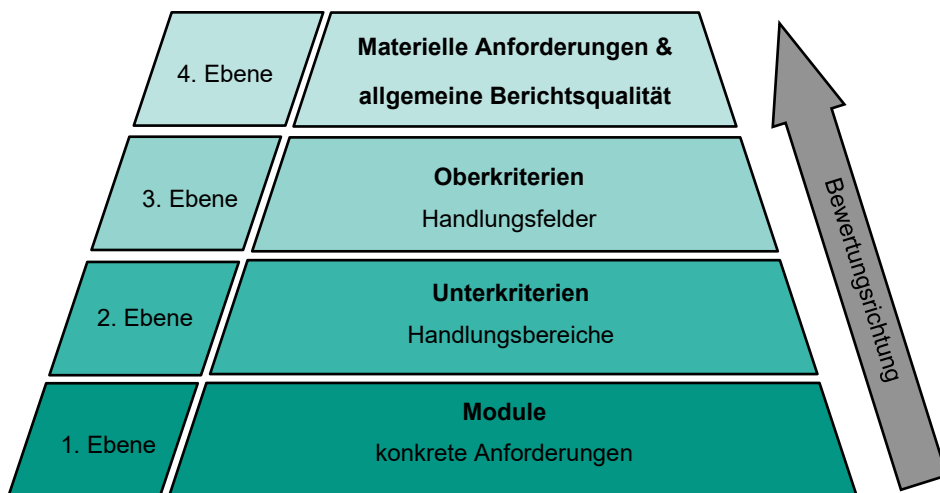 4. Ebene
Materielle Anforderungen &
allgemeine Berichtsqualität
3. Ebene
Oberkriterien
Handlungsfelder
2. Ebene
Unterkriterien
Handlungsbereiche
1. Ebene
Module
konkrete Anforderungen
Bewertungsrichtung